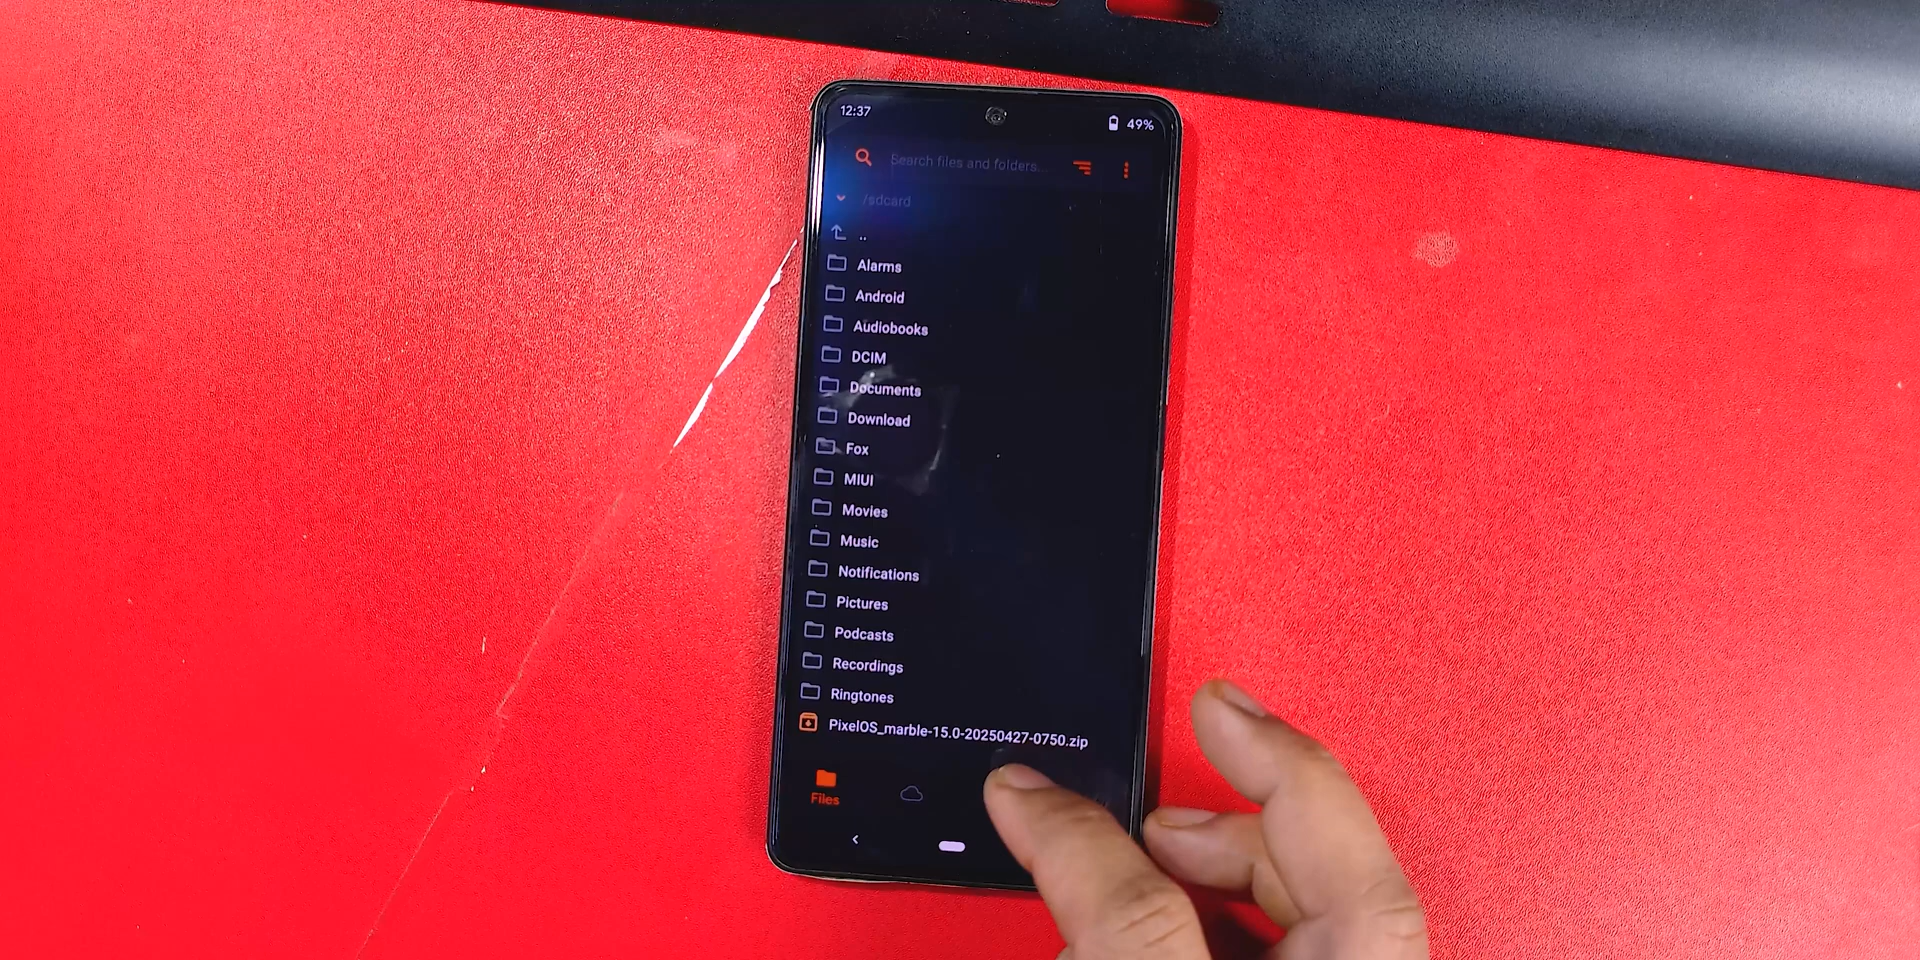 12:37
49%
Search files and folders...
/sdcard
..
Alarms
Android
Audiobooks
DCIM
Documents
Download
Fox
MIUI
Movies
Music
Notifications
Pictures
Podcasts
Recordings
Ringtones
PixelOS_marble-15.0-20250427-0750.zip
Files